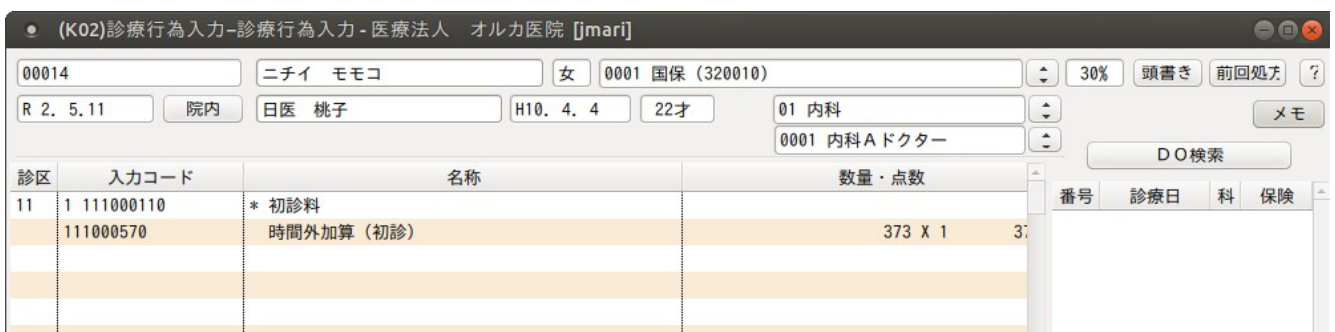 (K02)診療行為入力–診療行為入力 - 医療法人　オルカ医院 [jmari]
00014 ニチイ　モモコ 女 0001 国保 (320010) 30% 頭書き 前回処方 ?
R 2. 5.11 院内 日医　桃子 H10. 4. 4 22才 01 内科 メモ
0001 内科Ａドクター
ＤＯ検索
診区 入力コード 名称 数量・点数
番号 診療日 科 保険
11 1 111000110 * 初診料
111000570 時間外加算（初診） 373 X 1 37